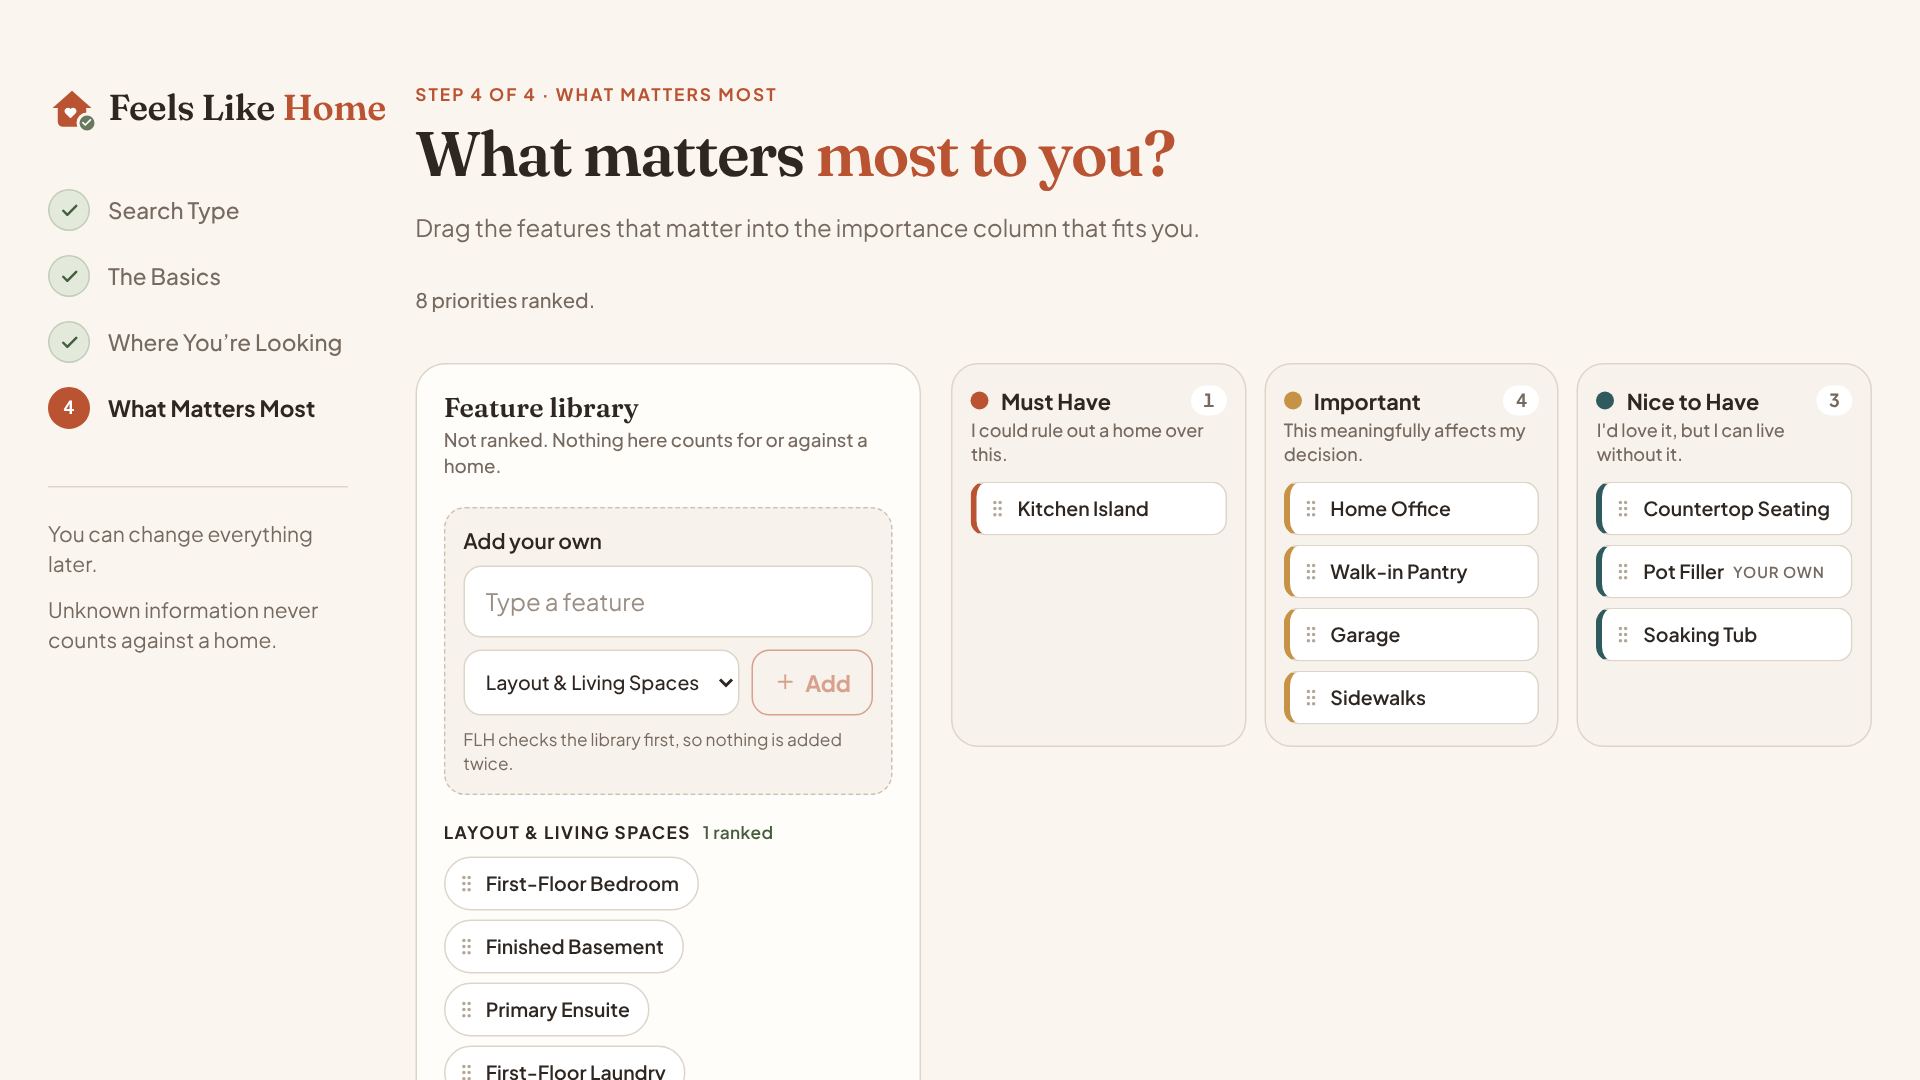 Feels Like Home
Search Type
The Basics
Where You’re Looking
4
What Matters Most
You can change everything
later.
Unknown information never
counts against a home.
STEP 4 OF 4 · WHAT MATTERS MOST
What matters most to you?
Drag the features that matter into the importance column that fits you.
8 priorities ranked.
Feature library
Not ranked. Nothing here counts for or against a
home.
Add your own
Type a feature
Layout & Living Spaces
+ Add
FLH checks the library first, so nothing is added
twice.
LAYOUT & LIVING SPACES 1 ranked
First-Floor Bedroom
Finished Basement
Primary Ensuite
First-Floor Laundry
Must Have 1
I could rule out a home over
this.
Kitchen Island
Important 4
This meaningfully affects my
decision.
Home Office
Walk-in Pantry
Garage
Sidewalks
Nice to Have 3
I'd love it, but I can live
without it.
Countertop Seating
Pot Filler YOUR OWN
Soaking Tub